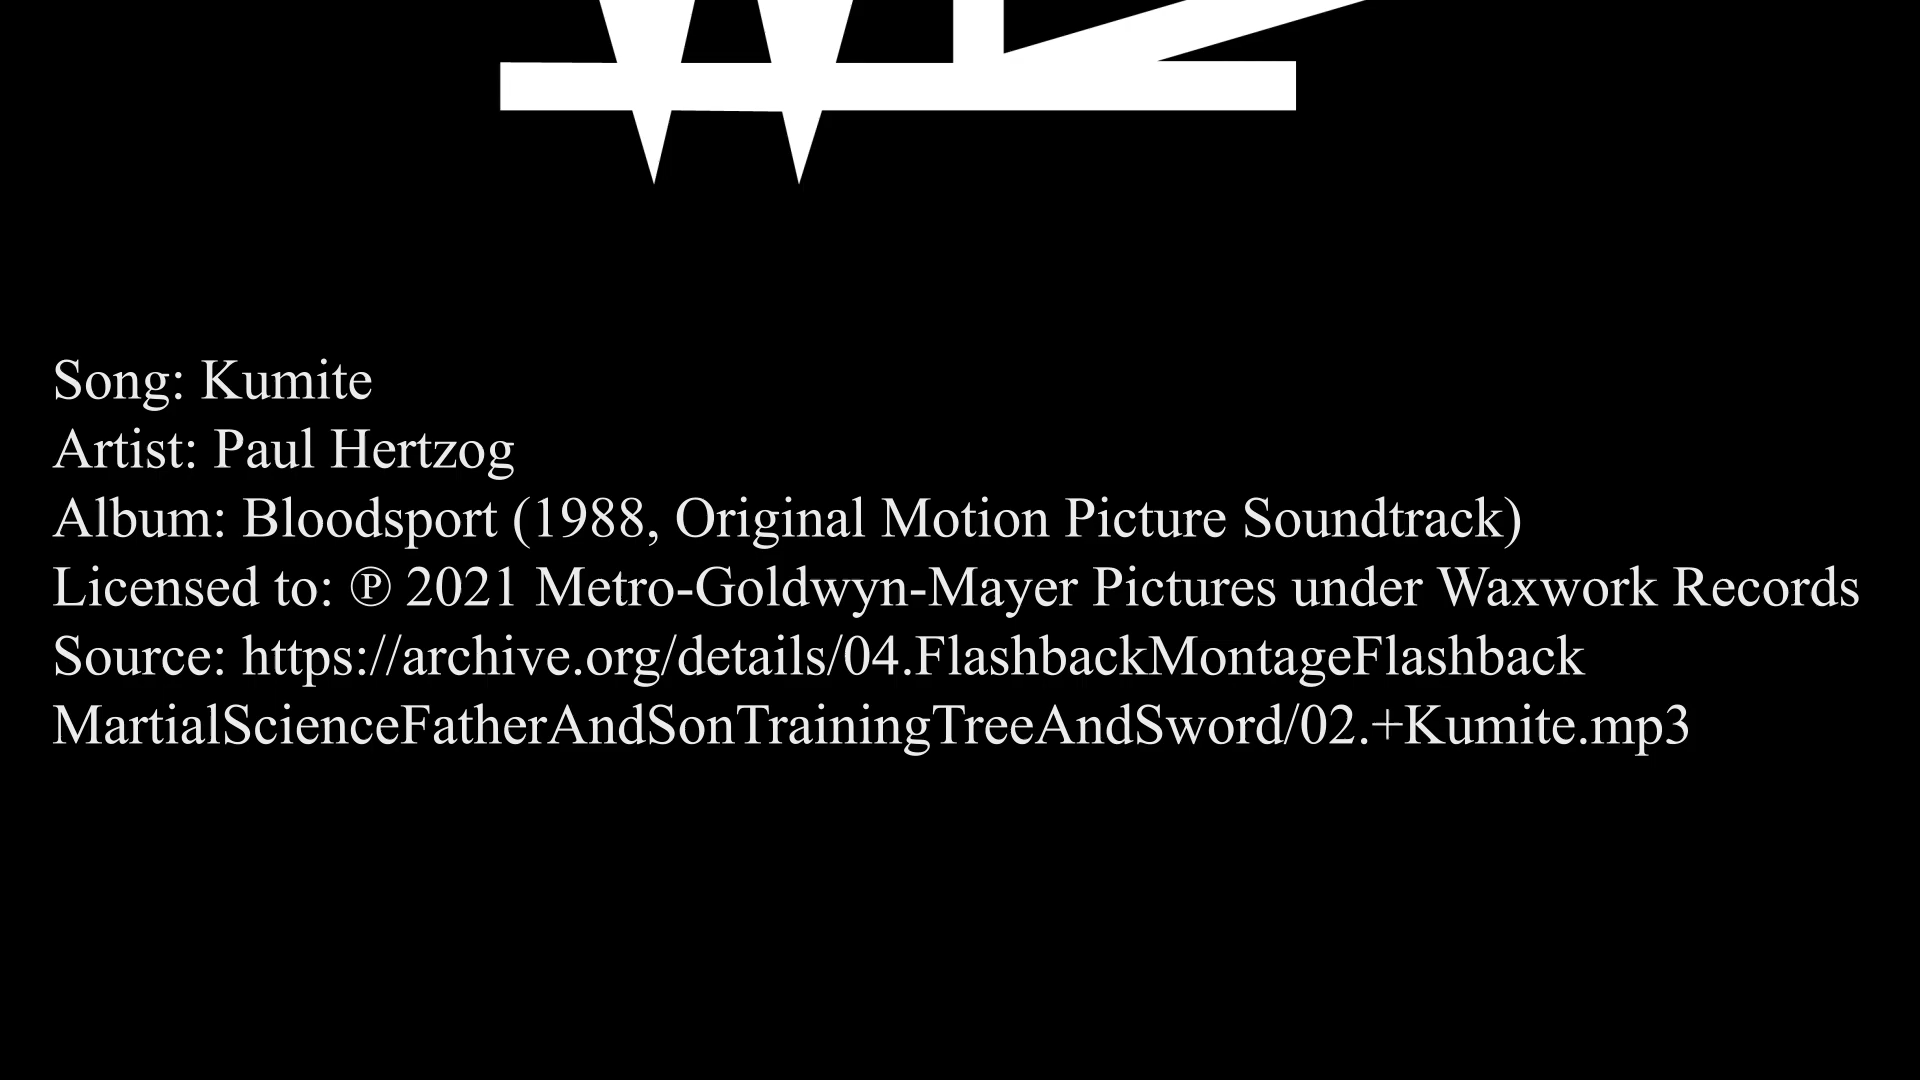 Song: Kumite
Artist: Paul Hertzog
Album: Bloodsport (1988, Original Motion Picture Soundtrack)
Licensed to: ℗ 2021 Metro-Goldwyn-Mayer Pictures under Waxwork Records
Source: https://archive.org/details/04.FlashbackMontageFlashback
MartialScienceFatherAndSonTrainingTreeAndSword/02.+Kumite.mp3